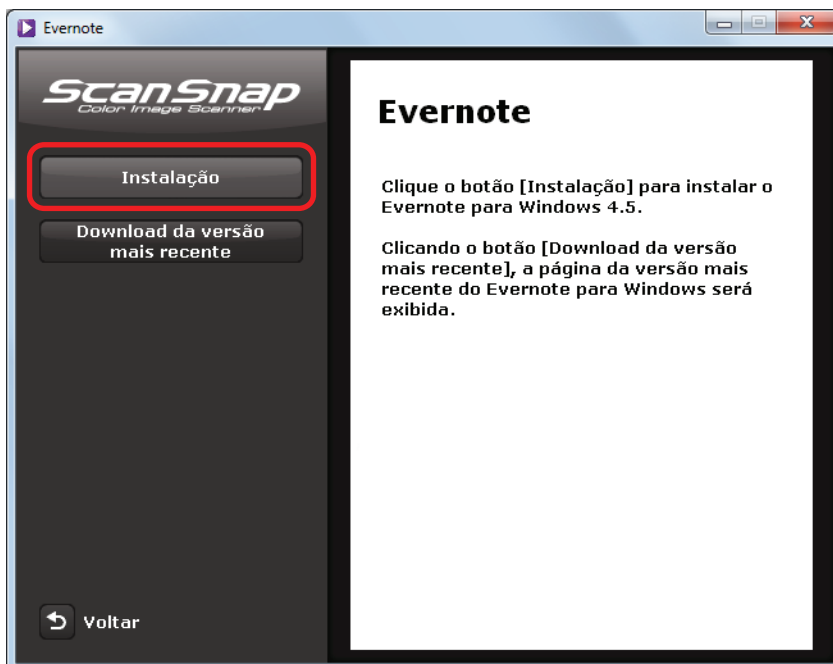 Evernote
ScanSnap
Color Image Scanner
Instalação
Download da versão
mais recente
Voltar
Evernote
Clique o botão [Instalação] para instalar o
Evernote para Windows 4.5.
Clicando o botão [Download da versão
mais recente], a página da versão mais
recente do Evernote para Windows será
exibida.